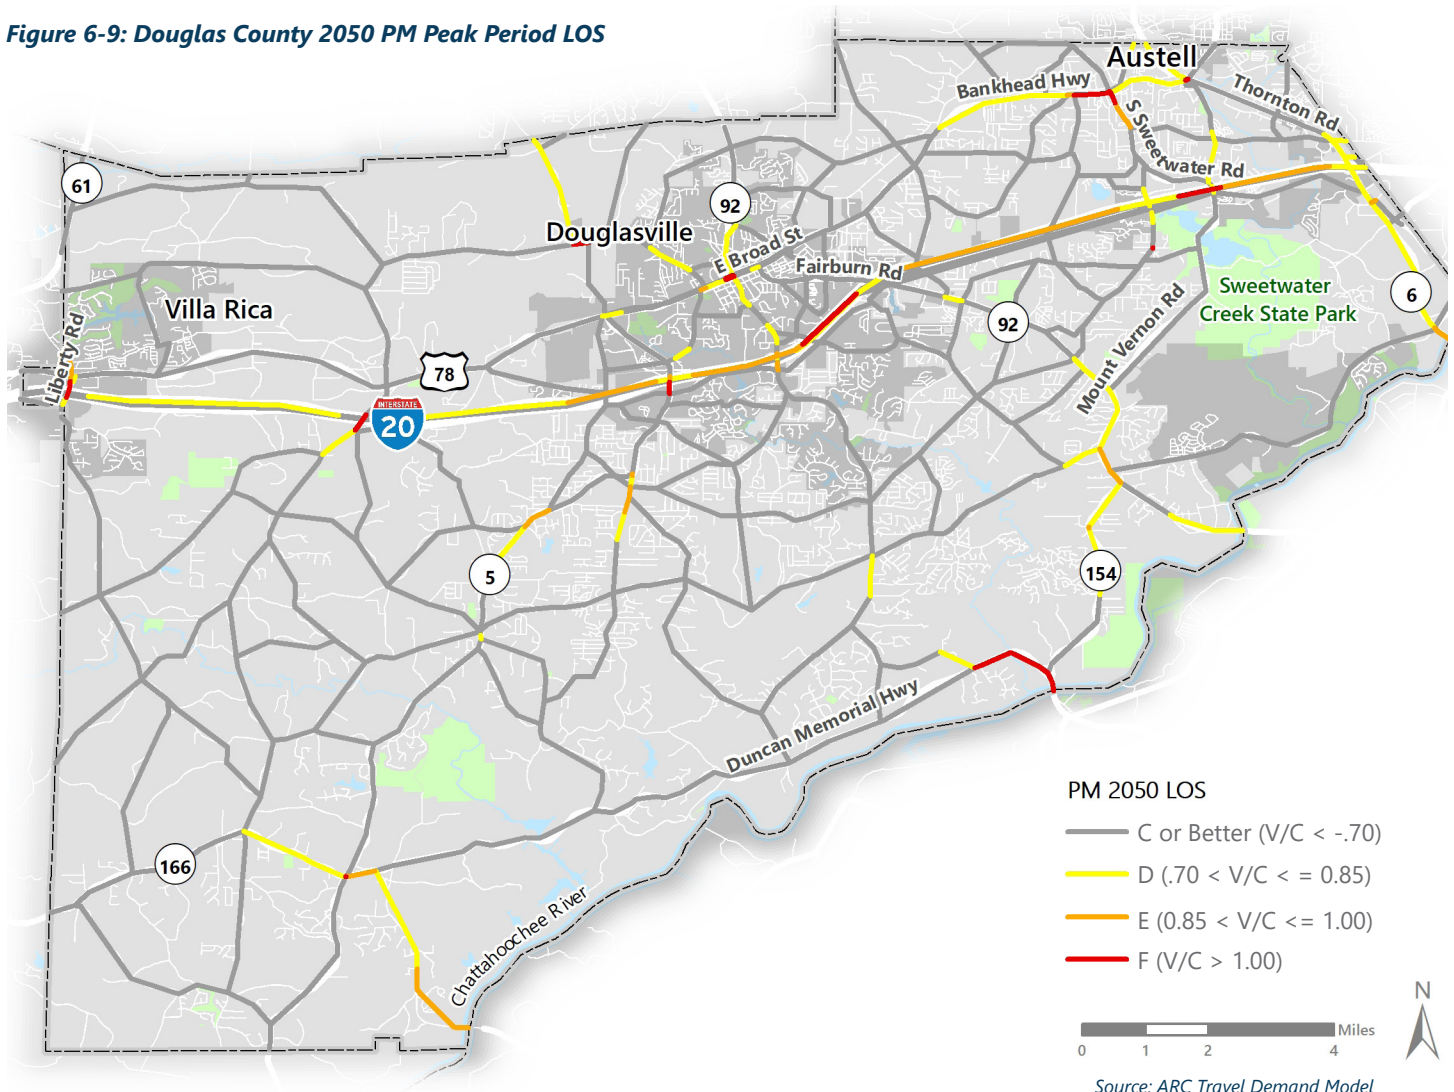 Figure 6-9: Douglas County 2050 PM Peak Period LOS
Austell
Bankhead Hwy
Thornton Rd
S Sweetwater Rd
61
92
Douglasville
E Broad St
Fairburn Rd
Sweetwater
Creek State Park
6
Villa Rica
92
Mount Vernon Rd
Liberty Rd
78
INTERSTATE
20
5
154
Duncan Memorial Hwy
166
Chattahoochee River
PM 2050 LOS
C or Better (V/C < -.70)
D (.70 < V/C < = 0.85)
E (0.85 < V/C <= 1.00)
F (V/C > 1.00)
N
Miles
0 1 2 4
Source: ARC Travel Demand Model